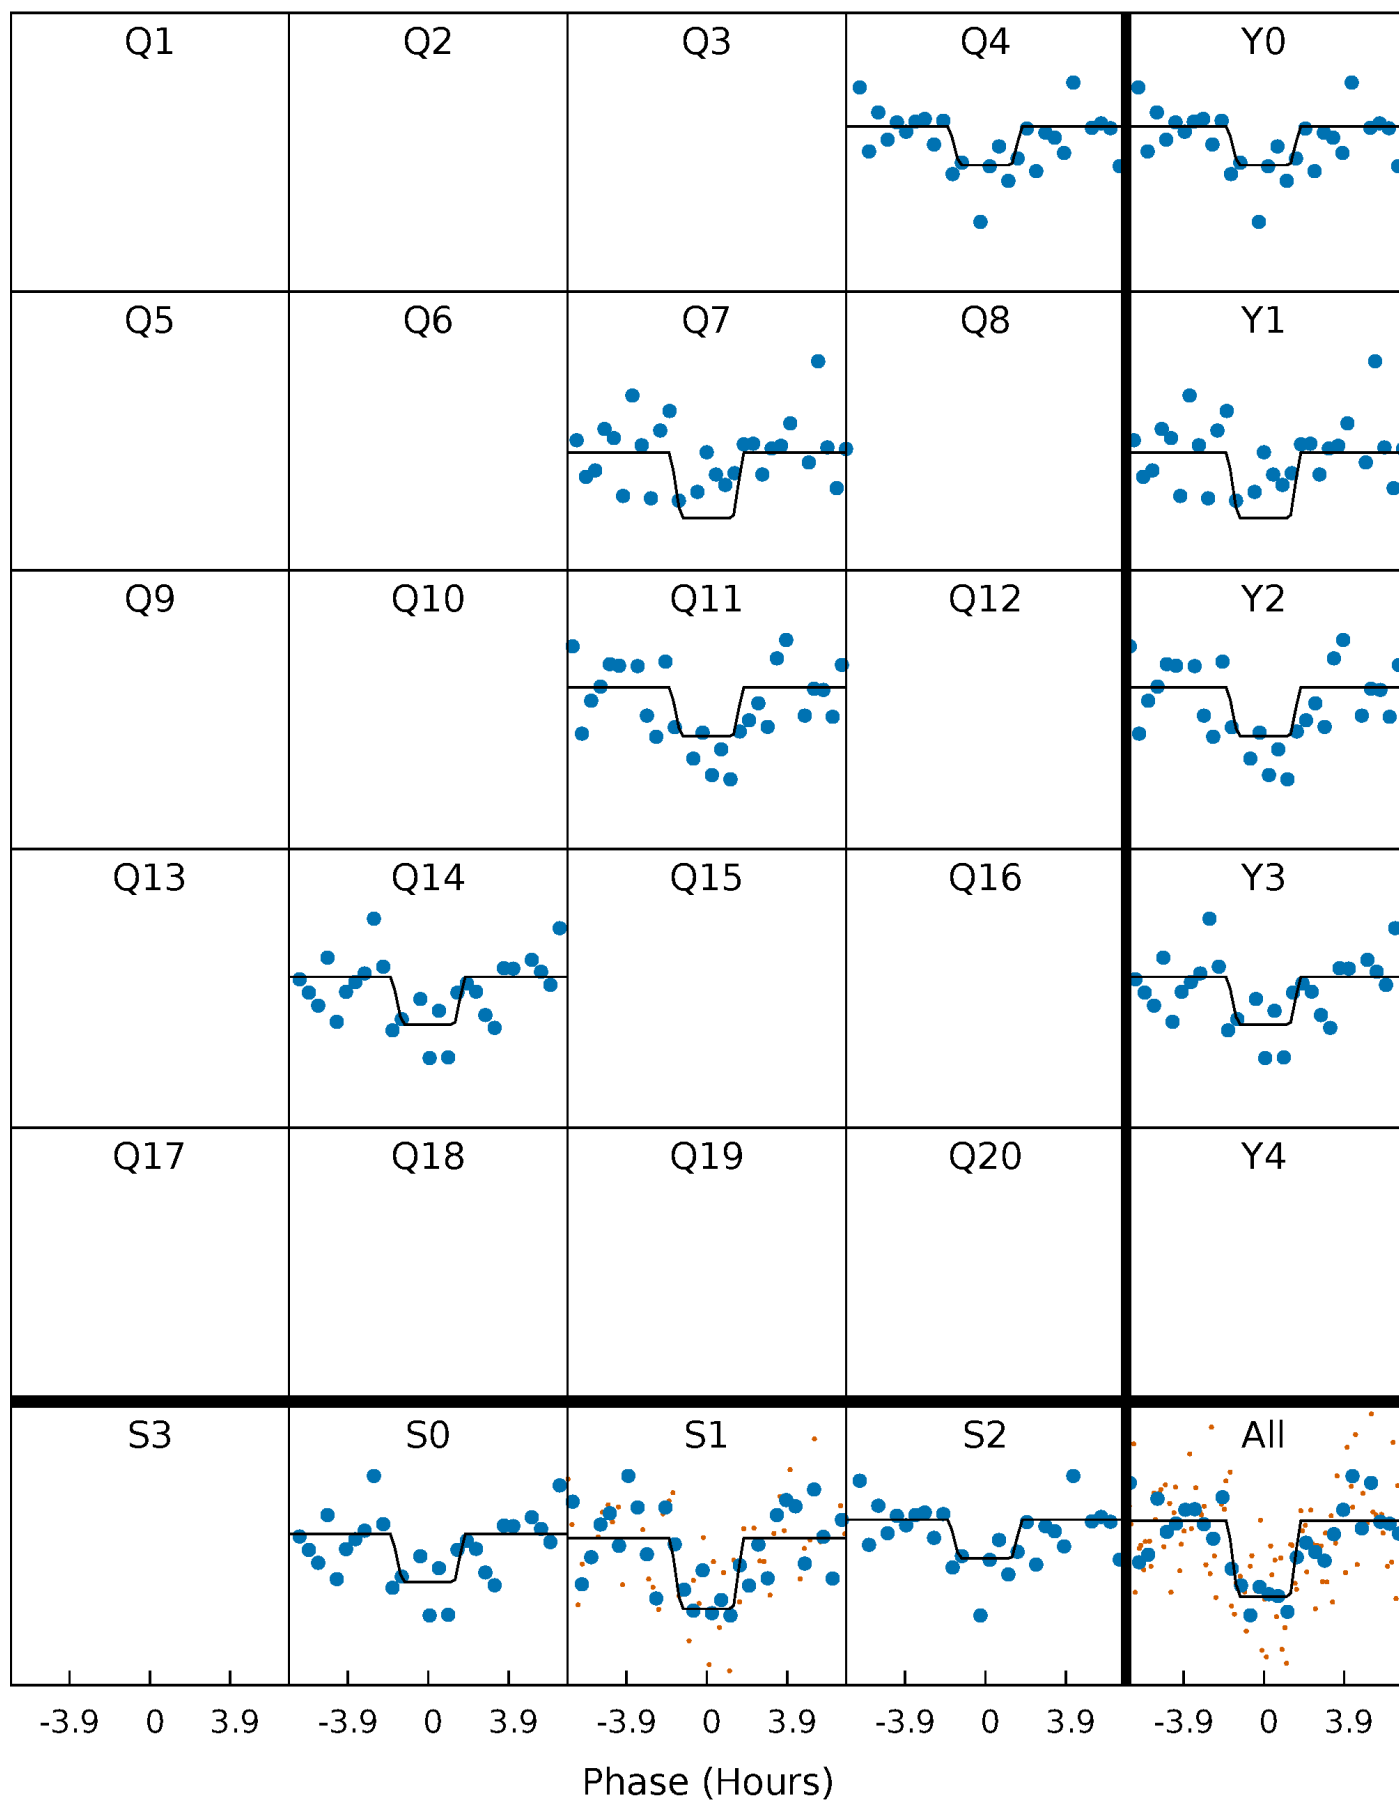 Q1 Q2 Q3 Q4 Y0
Q5 Q6 Q7 Q8 Y1
Q9 Q10 Q11 Q12 Y2
Q13 Q14 Q15 Q16 Y3
Q17 Q18 Q19 Q20 Y4
S3 S0 S1 S2 All
-3.9 0 3.9 -3.9 0 3.9 -3.9 0 3.9 -3.9 0 3.9 -3.9 0 3.9
Phase (Hours)